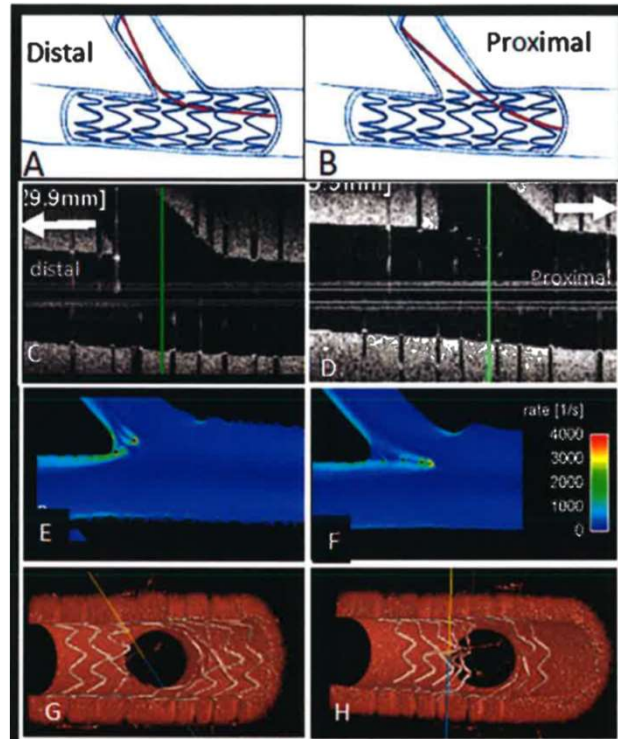 Distal
Proximal
A
B
29.9mm]
distal
Proximal
C
D
rate [1/s]
4000
3000
2000
1000
0
E
F
G
H